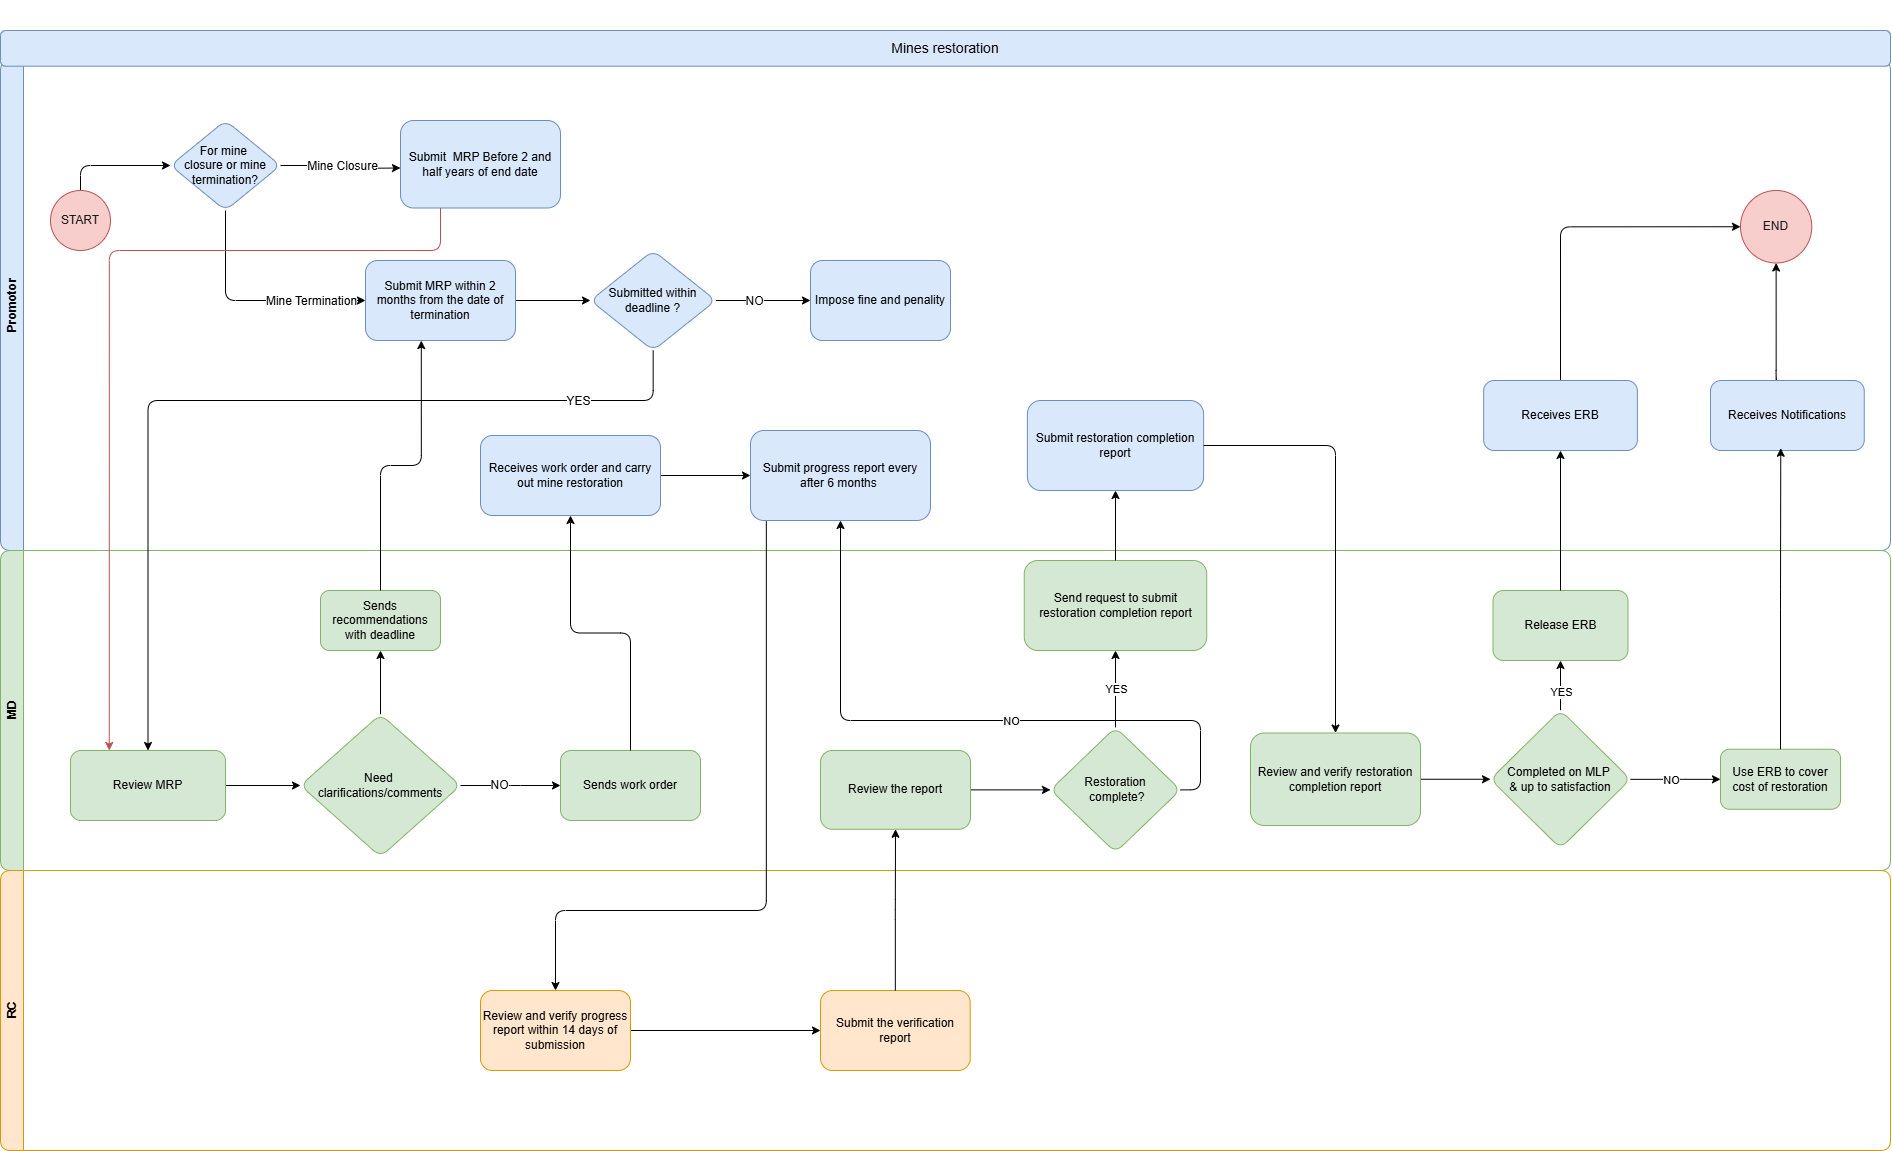 Mines restoration
Promotor
For mine
closure or mine
termination?
Mine Closure
Submit  MRP Before 2 and
half years of end date
START
END
Mine Termination
Submit MRP within 2
months from the date of
termination
Submitted within
deadline ?
NO
Impose fine and penality
YES
Receives ERB
Receives Notifications
Receives work order and carry
out mine restoration
Submit progress report every
after 6 months
Submit restoration completion
report
MD
Sends
recommendations
with deadline
Send request to submit
restoration completion report
Release ERB
YES
YES
NO
Review MRP
Need
clarifications/comments
NO
Sends work order
Review the report
Restoration
complete?
Review and verify restoration
completion report
Completed on MLP
& up to satisfaction
NO
Use ERB to cover
cost of restoration
RC
Review and verify progress
report within 14 days of
submission
Submit the verification
report